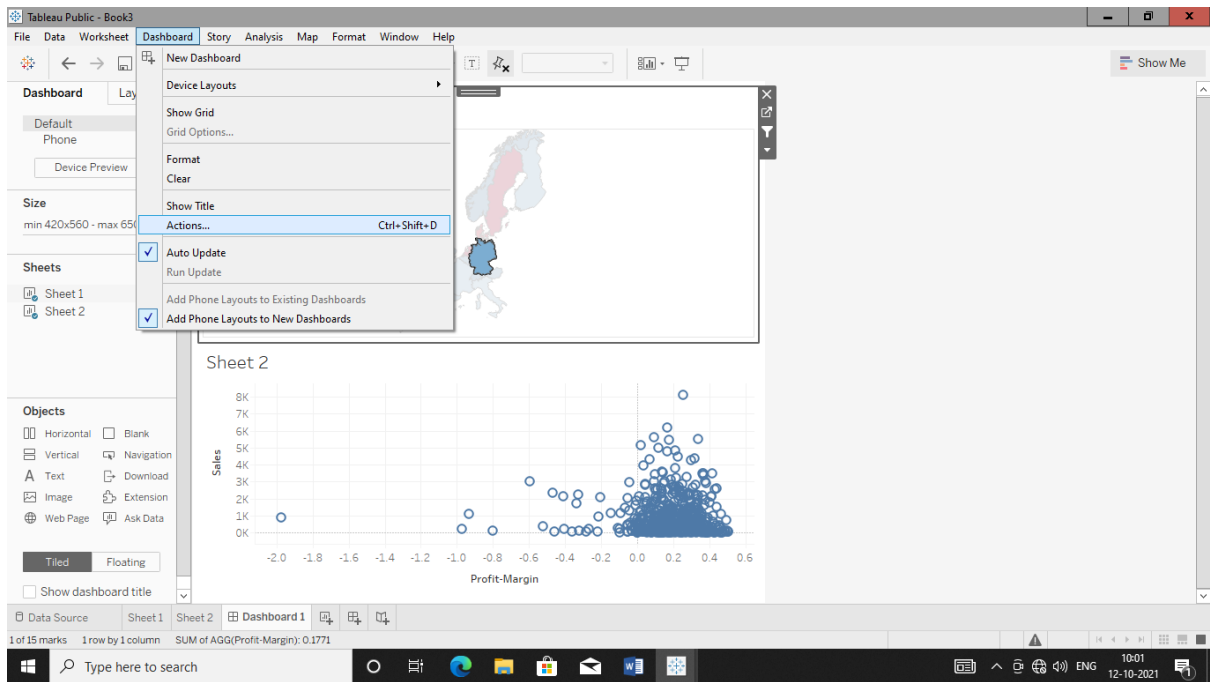 Tableau Public - Book3
File Data Worksheet Dashboard Story Analysis Map Format Window Help
Show Me
Dashboard Lay
Default
Phone
Device Preview
Size
min 420x560 - max 650
Sheets
Sheet 1
Sheet 2
New Dashboard
Device Layouts
Show Grid
Grid Options...
Format
Clear
Show Title
Actions... Ctrl+Shift+D
Auto Update
Run Update
Add Phone Layouts to Existing Dashboards
Add Phone Layouts to New Dashboards
Objects
Horizontal Blank
Vertical Navigation
A Text Download
Image Extension
Web Page Ask Data
Tiled Floating
Show dashboard title
Sheet 2
Sales
8K
7K
6K
5K
4K
3K
2K
1K
0K
-2.0 -1.8 -1.6 -1.4 -1.2 -1.0 -0.8 -0.6 -0.4 -0.2 0.0 0.2 0.4 0.6
Profit-Margin
Data Source Sheet 1 Sheet 2 Dashboard 1
1 of 15 marks 1 row by 1 column SUM of AGG(Profit-Margin): 0.1771
Type here to search
ENG
10:01
12-10-2021
1